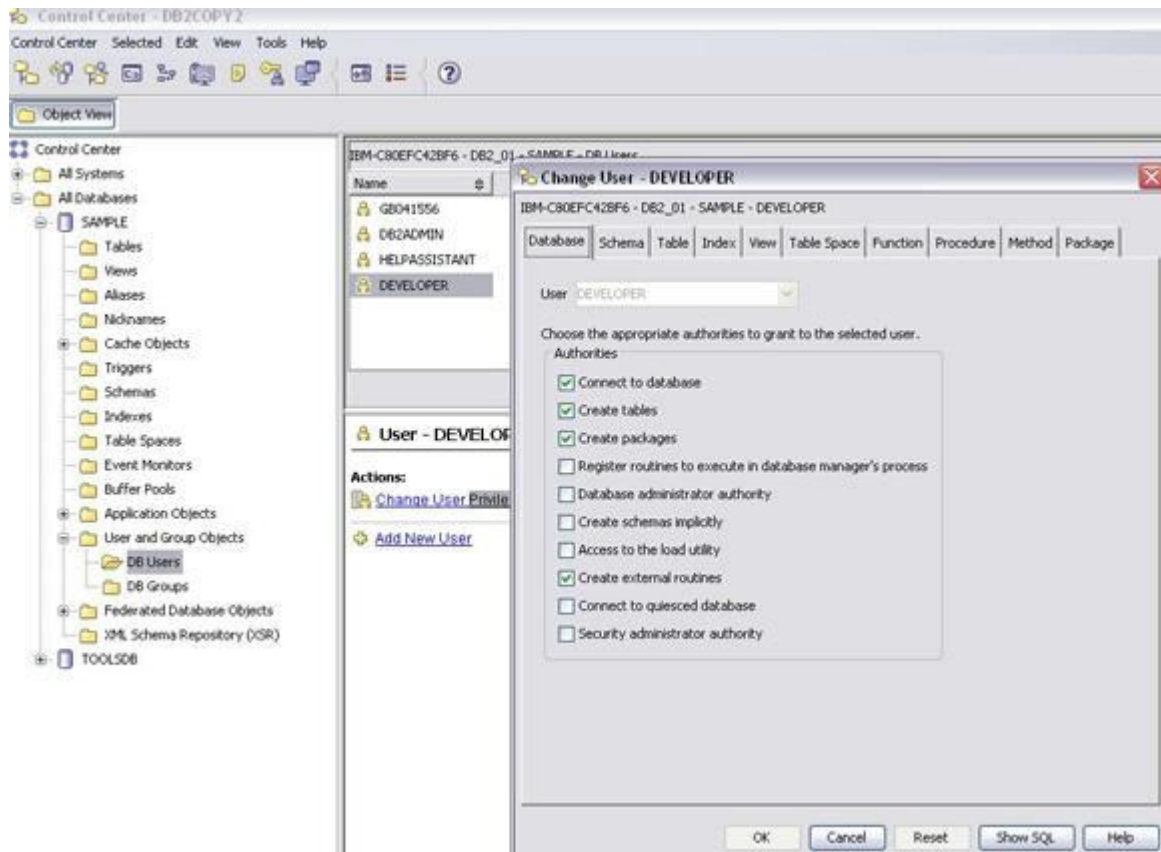 Control Center - DB2COPY2
Control Center Selected Edit View Tools Help
Object View
Control Center
All Systems
All Databases
SAMPLE
Tables
Views
Aliases
Nicknames
Cache Objects
Triggers
Schemas
Indexes
Table Spaces
Event Monitors
Buffer Pools
Application Objects
User and Group Objects
DB Users
DB Groups
Federated Database Objects
XML Schema Repository (XSR)
TOOLSDB
IBM-C80EFC42BF6 - DB2_01 - SAMPLE - DB Users
Name
GB041556
DB2ADMIN
HELPASSISTANT
DEVELOPER
User - DEVELOP
Actions:
Change User Privile
Add New User
Change User - DEVELOPER
IBM-C80EFC42BF6 - DB2_01 - SAMPLE - DEVELOPER
Database Schema Table Index View Table Space Function Procedure Method Package
User DEVELOPER
Choose the appropriate authorities to grant to the selected user.
Authorities
Connect to database
Create tables
Create packages
Register routines to execute in database manager's process
Database administrator authority
Create schemas implicitly
Access to the load utility
Create external routines
Connect to quiesced database
Security administrator authority
OK Cancel Reset Show SQL Help